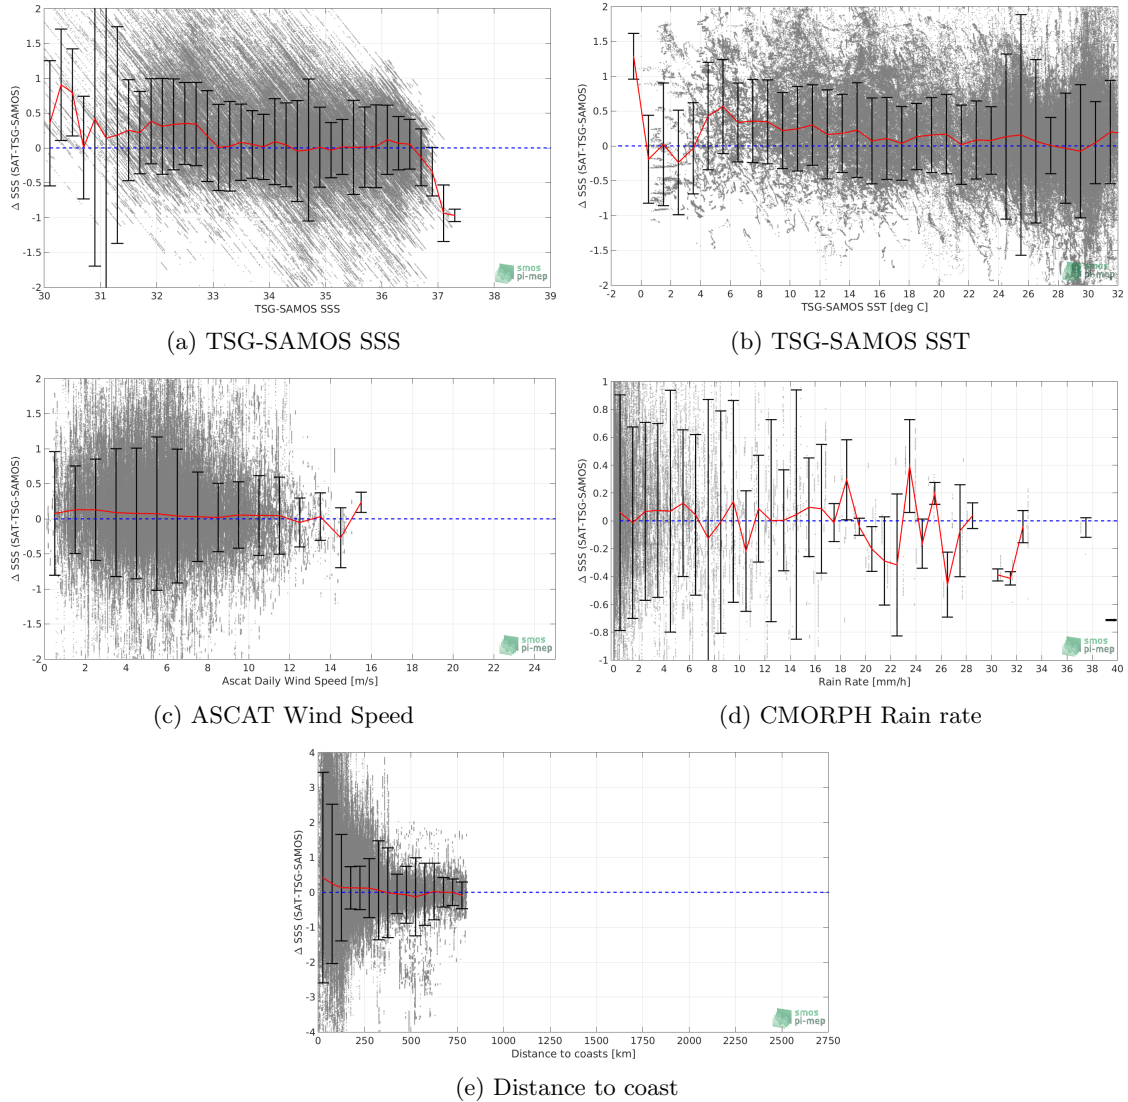 2
1.5
1
0.5
0
-0.5
-1
-1.5
-2
Δ SSS (SAT-TSG-SAMOS)
30 31 32 33 34 35 36 37 38 39
TSG-SAMOS SSS
smos
pi-mep
(a) TSG-SAMOS SSS
2
1.5
1
0.5
0
-0.5
-1
-1.5
-2
Δ SSS (SAT-TSG-SAMOS)
-2 0 2 4 6 8 10 12 14 16 18 20 22 24 26 28 30 32
TSG-SAMOS SST [deg C]
smos
pi-mep
(b) TSG-SAMOS SST
2
1.5
1
0.5
0
-0.5
-1
-1.5
-2
Δ SSS (SAT-TSG-SAMOS)
0 2 4 6 8 10 12 14 16 18 20 22 24
Ascat Daily Wind Speed [m/s]
smos
pi-mep
(c) ASCAT Wind Speed
1
0.8
0.6
0.4
0.2
0
-0.2
-0.4
-0.6
-0.8
-1
Δ SSS (SAT-TSG-SAMOS)
0 2 4 6 8 10 12 14 16 18 20 22 24 26 28 30 32 34 36 38 40
Rain Rate [mm/h]
smos
pi-mep
(d) CMORPH Rain rate
4
3
2
1
0
-1
-2
-3
-4
Δ SSS (SAT-TSG-SAMOS)
0 250 500 750 1000 1250 1500 1750 2000 2250 2500 2750
Distance to coasts [km]
smos
pi-mep
(e) Distance to coast